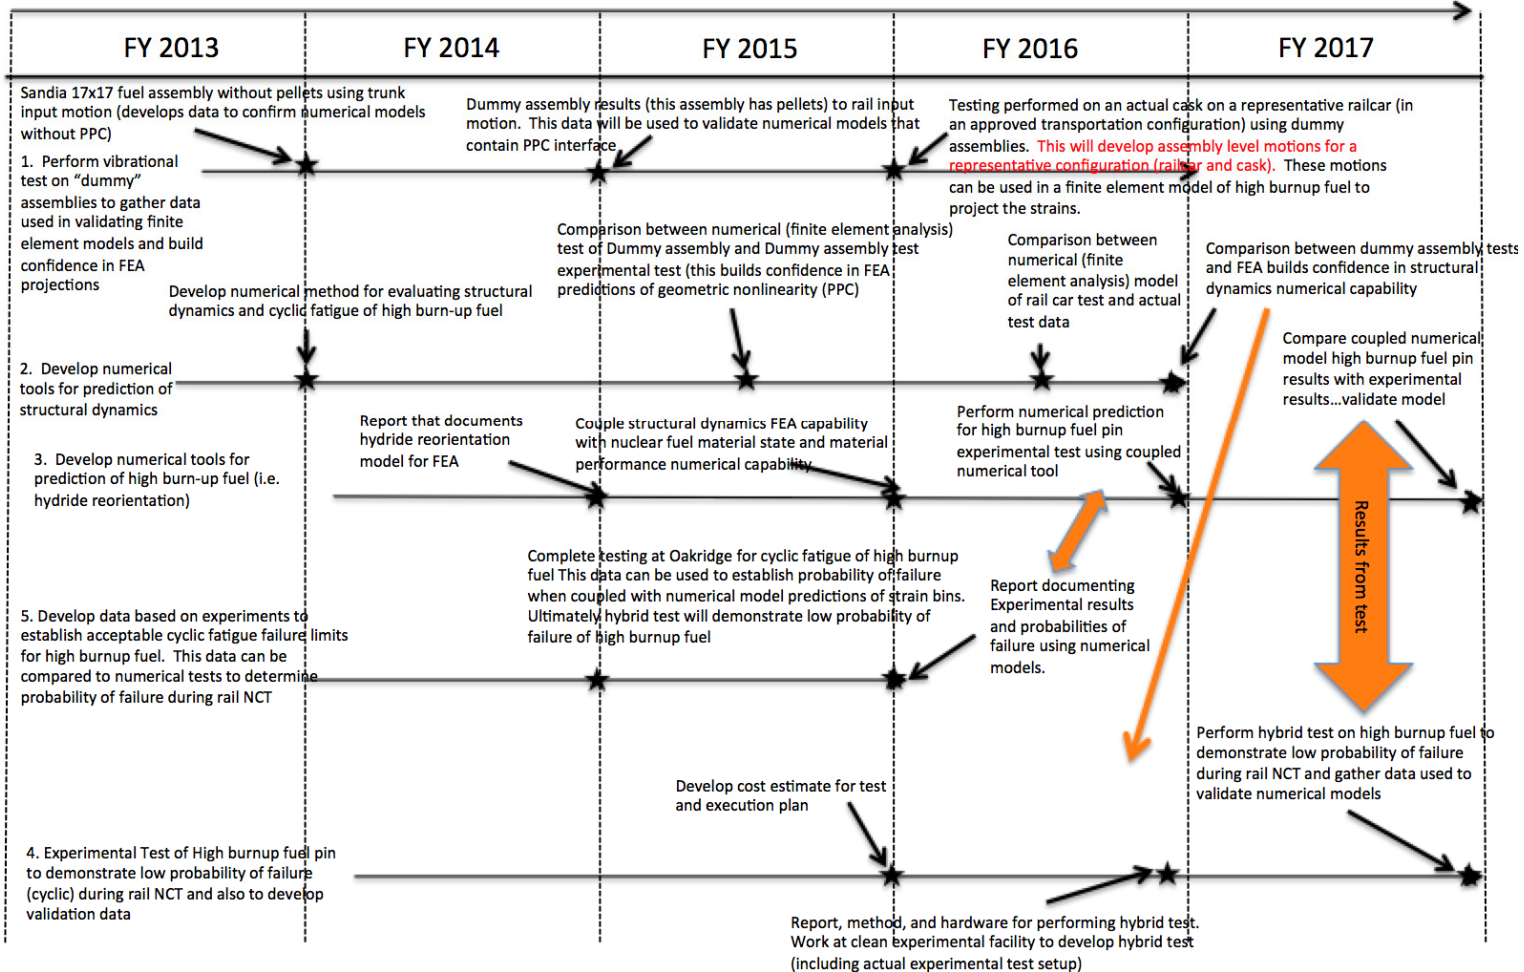 FY 2013
FY 2014
FY 2015
FY 2016
FY 2017
Sandia 17x17 fuel assembly without pellets using trunk
input motion (develops data to confirm numerical models
without PPC)
Dummy assembly results (this assembly has pellets) to rail input
motion. This data will be used to validate numerical models that
contain PPC interface
Testing performed on an actual cask on a representative railcar (in
an approved transportation configuration) using dummy
assemblies. This will develop assembly level motions for a
representative configuration (railcar and cask). These motions
can be used in a finite element model of high burnup fuel to
project the strains.
1. Perform vibrational
test on “dummy”
assemblies to gather data
used in validating finite
element models and build
confidence in FEA
projections
Comparison between numerical (finite element analysis)
test of Dummy assembly and Dummy assembly test
experimental test (this builds confidence in FEA
predictions of geometric nonlinearity (PPC)
Comparison between
numerical (finite
element analysis) model
of rail car test and actual
test data
Comparison between dummy assembly tests
and FEA builds confidence in structural
dynamics numerical capability
Develop numerical method for evaluating structural
dynamics and cyclic fatigue of high burn-up fuel
Compare coupled numerical
model high burnup fuel pin
results with experimental
results...validate model
2. Develop numerical
tools for prediction of
structural dynamics
Report that documents
hydride reorientation
model for FEA
Couple structural dynamics FEA capability
with nuclear fuel material state and material
performance numerical capability
Perform numerical prediction
for high burnup fuel pin
experimental test using coupled
numerical tool
3. Develop numerical tools for
prediction of high burn-up fuel (i.e.
hydride reorientation)
Results from test
Complete testing at Oakridge for cyclic fatigue of high burnup
fuel This data can be used to establish probability of failure
when coupled with numerical model predictions of strain bins.
Ultimately hybrid test will demonstrate low probability of
failure of high burnup fuel
Report documenting
Experimental results
and probabilities of
failure using numerical
models.
5. Develop data based on experiments to
establish acceptable cyclic fatigue failure limits
for high burnup fuel. This data can be
compared to numerical tests to determine
probability of failure during rail NCT
Perform hybrid test on high burnup fuel to
demonstrate low probability of failure
during rail NCT and gather data used to
validate numerical models
Develop cost estimate for test
and execution plan
4. Experimental Test of High burnup fuel pin
to demonstrate low probability of failure
(cyclic) during rail NCT and also to develop
validation data
Report, method, and hardware for performing hybrid test.
Work at clean experimental facility to develop hybrid test
(including actual experimental test setup)